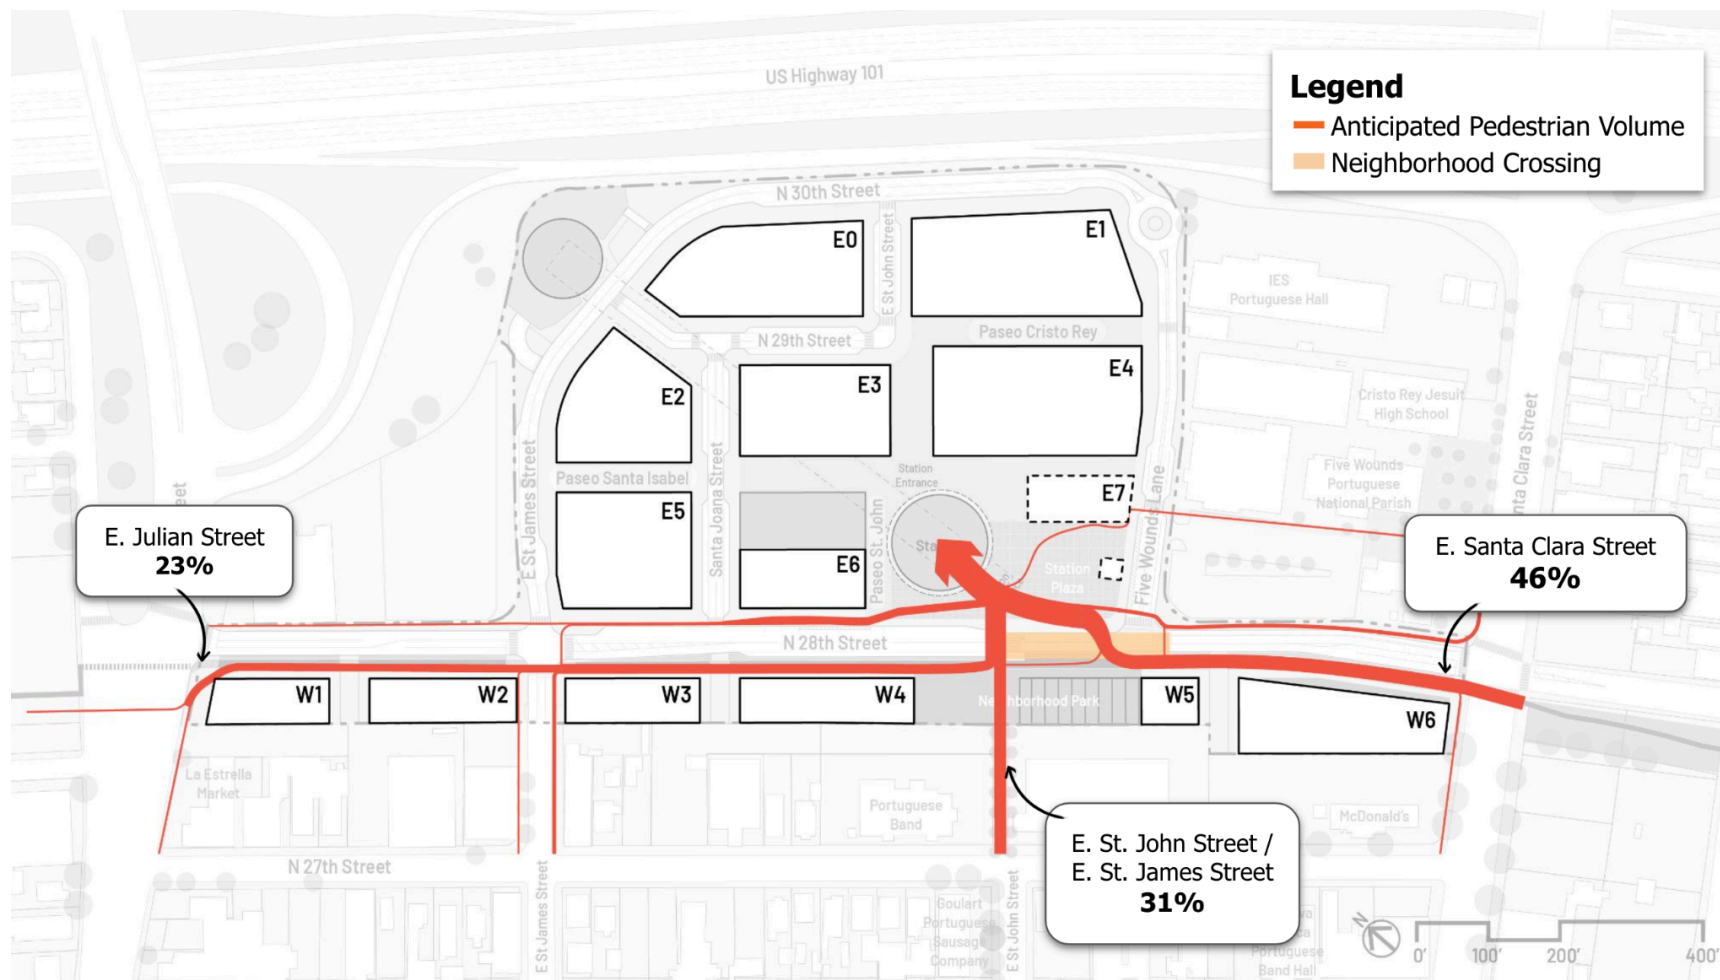 US Highway 101
Legend
Anticipated Pedestrian Volume
Neighborhood Crossing
N 30th Street
E0
E St John Street
E1
IES
Portuguese Hall
N 29th Street
Paseo Cristo Rey
E2
E3
E4
Cristo Rey Jesuit
High School
E St James Street
Paseo Santa Isabel
Santa Joana Street
Station
Entrance
E7
Five Wounds
Portuguese
National Parish
Santa Clara Street
Street
E5
E6
Paseo St. John
Station
Plaza
Five Wounds Lane
E. Julian Street
23%
E. Santa Clara Street
46%
N 28th Street
W1
W2
W3
W4
Neighborhood Park
W5
W6
La Estrella
Market
Portuguese
Band
McDonald's
E. St. John Street /
E. St. James Street
31%
N 27th Street
E St James Street
Goulart
Portuguese
Sausage
Company
E St John Street
Portuguese
Band Hall
N
0'
100'
200'
400'